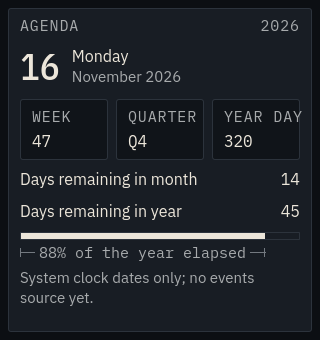 AGENDA 2026
16 Monday
November 2026
WEEK QUARTER YEAR DAY
47 Q4 320
Days remaining in month 14
Days remaining in year 45
88% of the year elapsed
System clock dates only; no events
source yet.